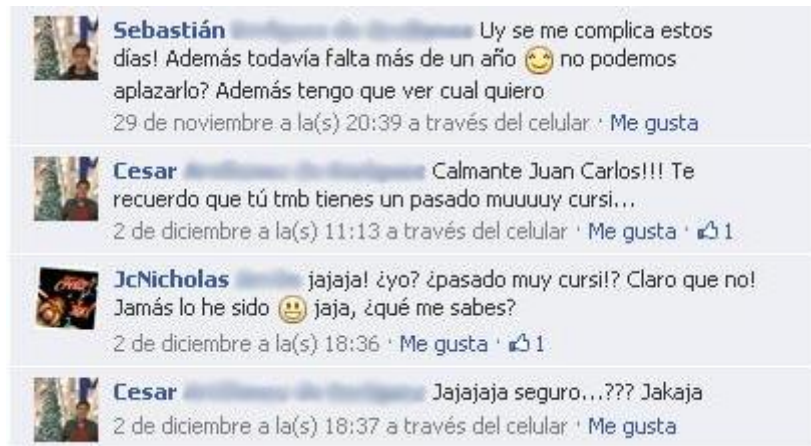 Sebastián Uy se me complica estos
días! Además todavía falta más de un año no podemos
aplazarlo? Además tengo que ver cual quiero
29 de noviembre a la(s) 20:39 a través del celular · Me gusta
Cesar Calmante Juan Carlos!!! Te
recuerdo que tú tmb tienes un pasado muuuuy cursi...
2 de diciembre a la(s) 11:13 a través del celular · Me gusta · 1
JcNicholas jajaja! ¿yo? ¿pasado muy cursi!? Claro que no!
Jamás lo he sido jaja, ¿qué me sabes?
2 de diciembre a la(s) 18:36 · Me gusta · 1
Cesar Jajajaja seguro...??? Jakaja
2 de diciembre a la(s) 18:37 a través del celular · Me gusta